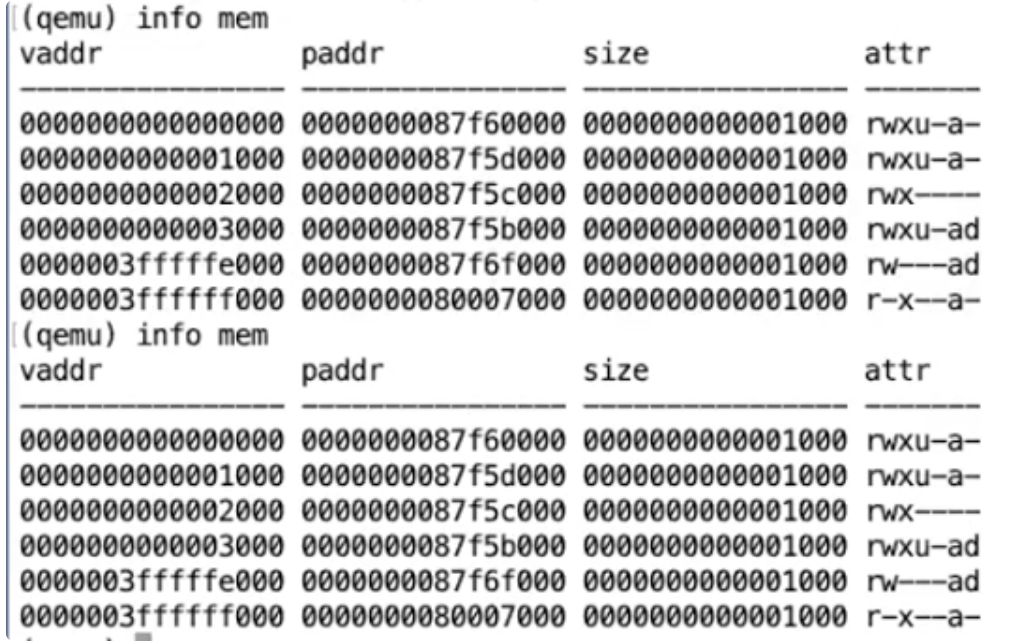 (qemu) info mem
vaddr paddr size attr
---------------- ---------------- ---------------- -------
0000000000000000 0000000087f60000 0000000000001000 rwxu-a-
0000000000001000 0000000087f5d000 0000000000001000 rwxu-a-
0000000000002000 0000000087f5c000 0000000000001000 rwx----
0000000000003000 0000000087f5b000 0000000000001000 rwxu-ad
0000003fffffe000 0000000087f6f000 0000000000001000 rw---ad
0000003ffffff000 0000000080007000 0000000000001000 r-x--a-
(qemu) info mem
vaddr paddr size attr
---------------- ---------------- ---------------- -------
0000000000000000 0000000087f60000 0000000000001000 rwxu-a-
0000000000001000 0000000087f5d000 0000000000001000 rwxu-a-
0000000000002000 0000000087f5c000 0000000000001000 rwx----
0000000000003000 0000000087f5b000 0000000000001000 rwxu-ad
0000003fffffe000 0000000087f6f000 0000000000001000 rw---ad
0000003ffffff000 0000000080007000 0000000000001000 r-x--a-